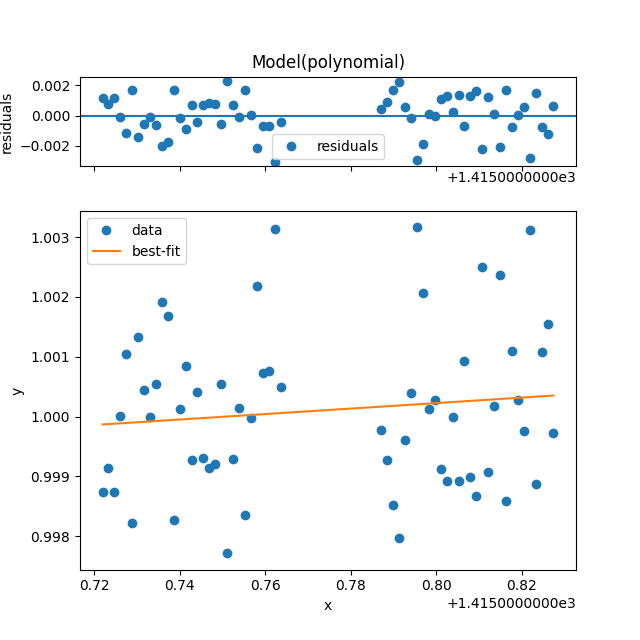 Model(polynomial)
0.002
0.000
−0.002
residuals
residuals
+1.4150000000e3
1.003
1.002
1.001
1.000
0.999
0.998
y
data
best-fit
0.72 0.74 0.76 0.78 0.80 0.82
x
+1.4150000000e3